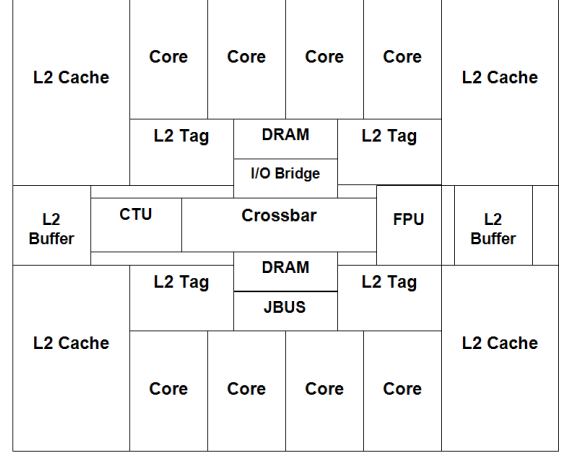 Core Core Core Core
L2 Cache L2 Cache
L2 Tag DRAM L2 Tag
I/O Bridge
CTU Crossbar
L2 Buffer FPU L2 Buffer
DRAM
L2 Tag L2 Tag
JBUS
L2 Cache L2 Cache
Core Core Core Core